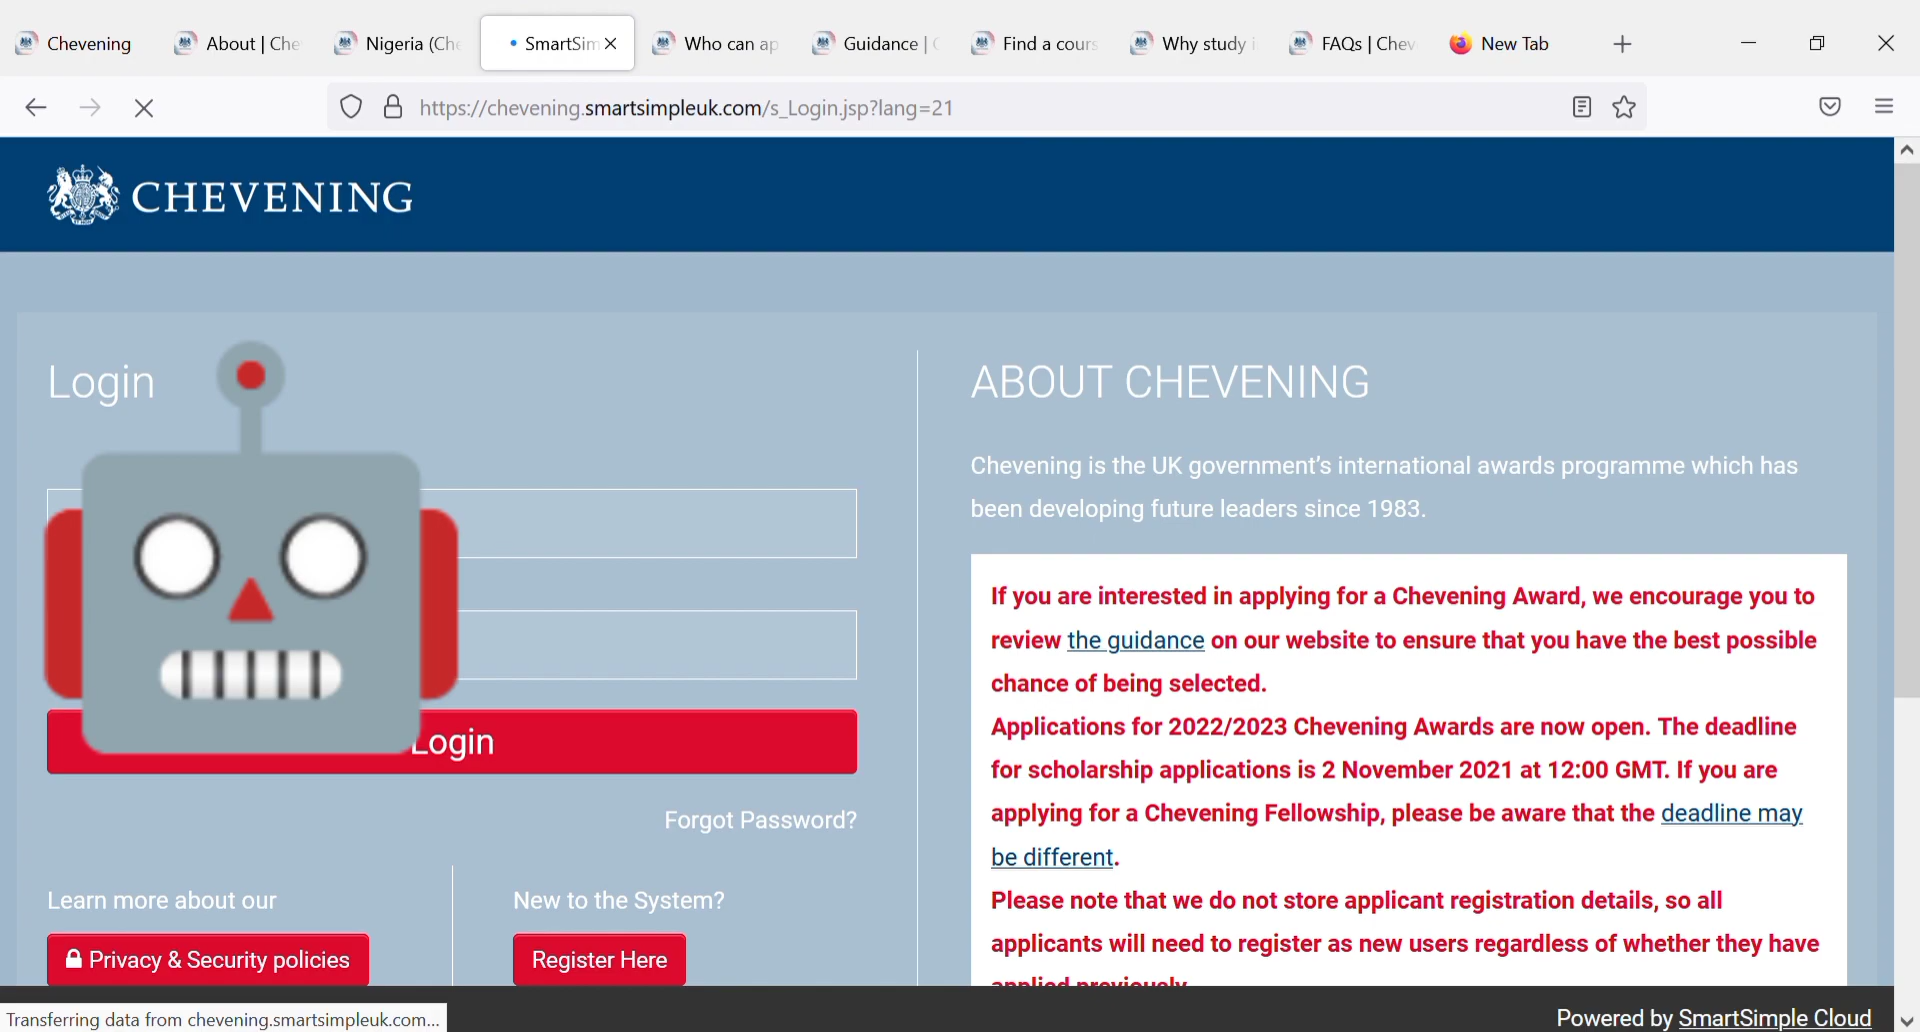 Chevening
About | Che
Nigeria (Che
SmartSim
Who can ap
Guidance | C
Find a cours
Why study i
FAQs | Chev
New Tab
https://chevening.smartsimpleuk.com/s_Login.jsp?lang=21
CHEVENING
Login
Login
Forgot Password?
Learn more about our
Privacy & Security policies
New to the System?
Register Here
ABOUT CHEVENING
Chevening is the UK government’s international awards programme which has
been developing future leaders since 1983.
If you are interested in applying for a Chevening Award, we encourage you to
review the guidance on our website to ensure that you have the best possible
chance of being selected.
Applications for 2022/2023 Chevening Awards are now open. The deadline
for scholarship applications is 2 November 2021 at 12:00 GMT. If you are
applying for a Chevening Fellowship, please be aware that the deadline may
be different.
Please note that we do not store applicant registration details, so all
applicants will need to register as new users regardless of whether they have
applied previously
Transferring data from chevening.smartsimpleuk.com...
Powered by SmartSimple Cloud